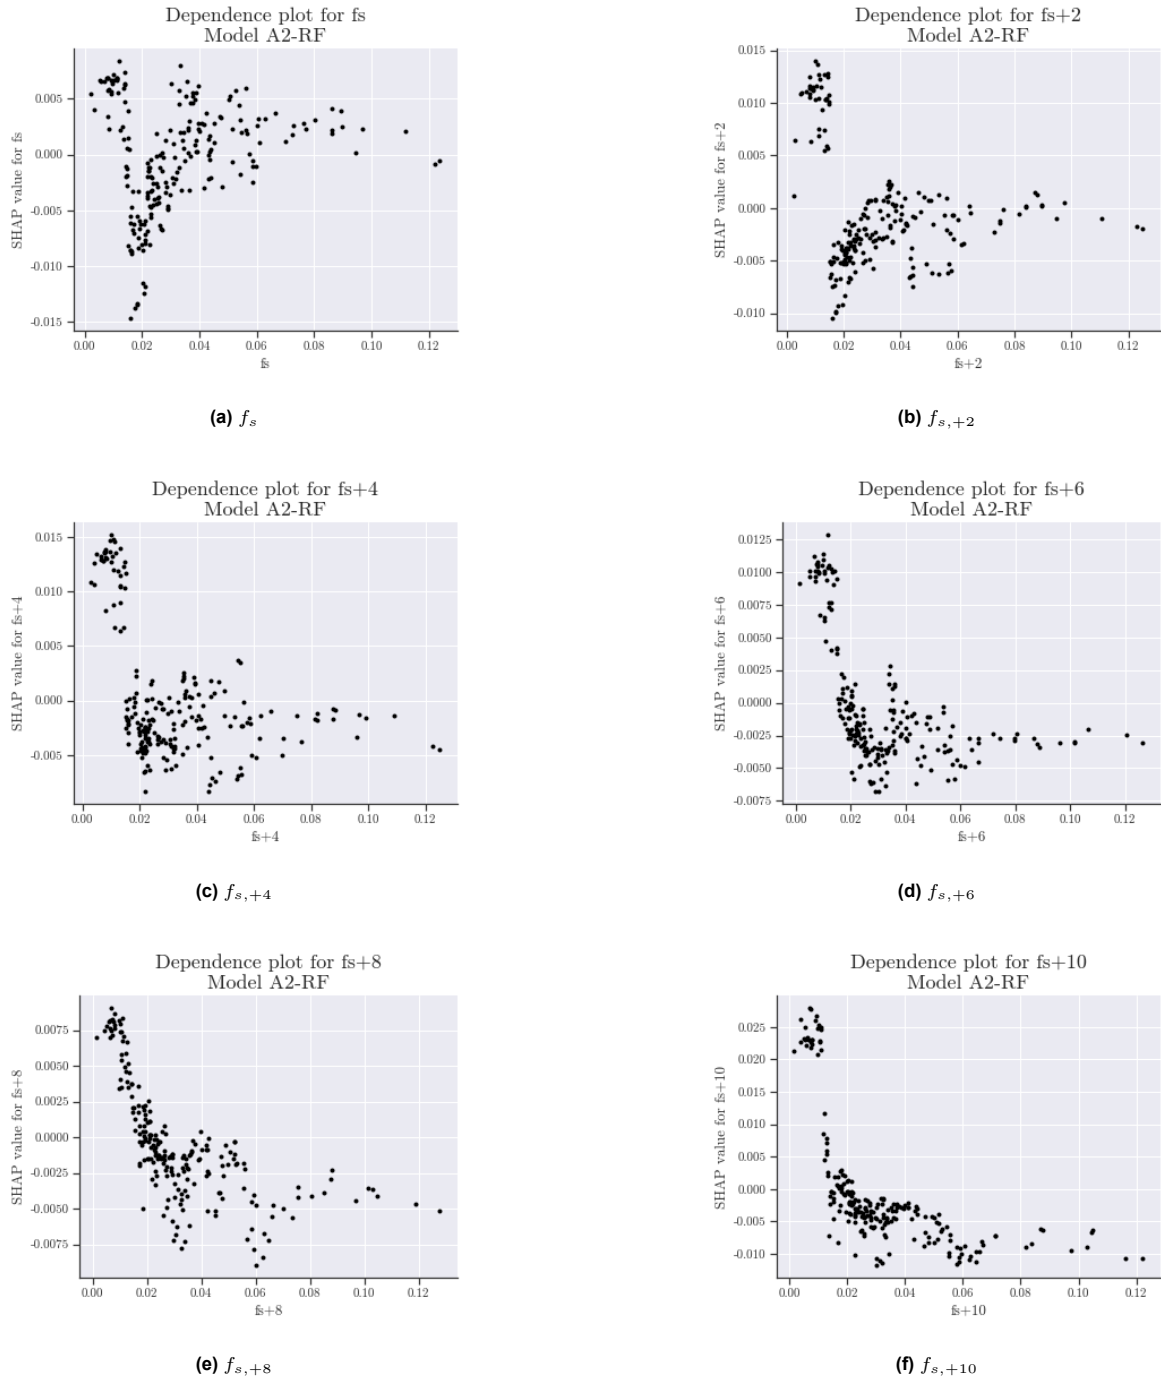 Dependence plot for fs
Model A2-RF
SHAP value for fs
0.005
0.000
-0.005
-0.010
-0.015
0.00 0.02 0.04 0.06 0.08 0.10 0.12
fs
(a) fs
Dependence plot for fs+2
Model A2-RF
SHAP value for fs+2
0.015
0.010
0.005
0.000
-0.005
-0.010
0.00 0.02 0.04 0.06 0.08 0.10 0.12
fs+2
(b) fs,+2
Dependence plot for fs+4
Model A2-RF
SHAP value for fs+4
0.015
0.010
0.005
0.000
-0.005
0.00 0.02 0.04 0.06 0.08 0.10 0.12
fs+4
(c) fs,+4
Dependence plot for fs+6
Model A2-RF
SHAP value for fs+6
0.0125
0.0100
0.0075
0.0050
0.0025
0.0000
-0.0025
-0.0050
-0.0075
0.00 0.02 0.04 0.06 0.08 0.10 0.12
fs+6
(d) fs,+6
Dependence plot for fs+8
Model A2-RF
SHAP value for fs+8
0.0075
0.0050
0.0025
0.0000
-0.0025
-0.0050
-0.0075
0.00 0.02 0.04 0.06 0.08 0.10 0.12
fs+8
(e) fs,+8
Dependence plot for fs+10
Model A2-RF
SHAP value for fs+10
0.025
0.020
0.015
0.010
0.005
0.000
-0.005
-0.010
0.00 0.02 0.04 0.06 0.08 0.10 0.12
fs+10
(f) fs,+10